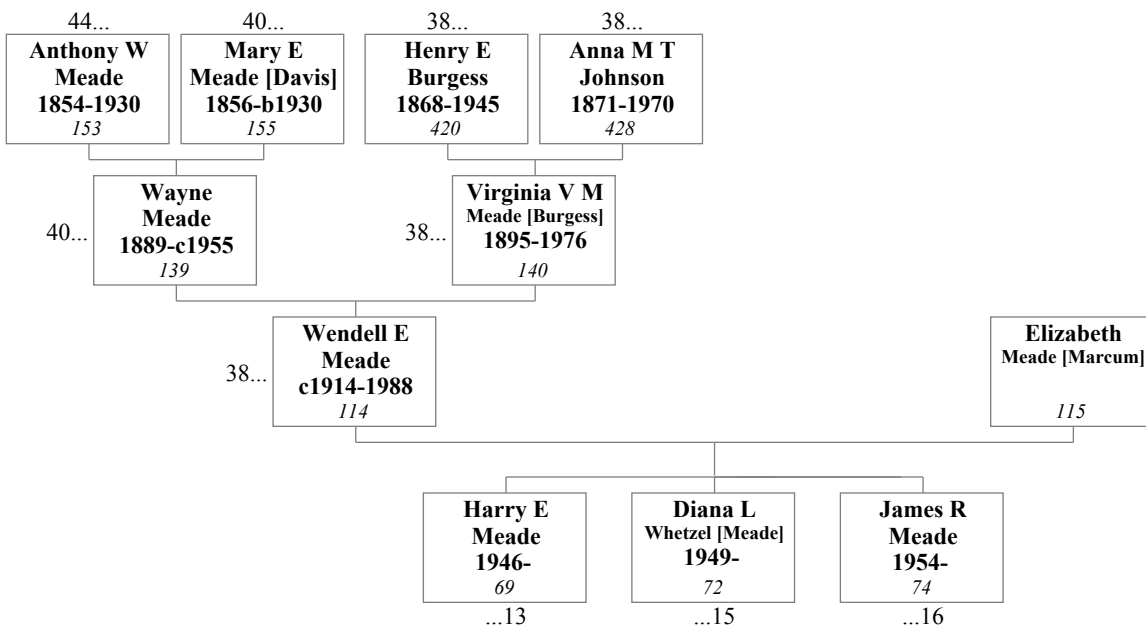 44...
40...
38...
38...
Anthony W
Meade
1854-1930
153
Mary E
Meade [Davis]
1856-b1930
155
Henry E
Burgess
1868-1945
420
Anna M T
Johnson
1871-1970
428
40...
Wayne
Meade
1889-c1955
139
38...
Virginia V M
Meade [Burgess]
1895-1976
140
38...
Wendell E
Meade
c1914-1988
114
Elizabeth
Meade [Marcum]
115
Harry E
Meade
1946-
69
...13
Diana L
Whetzel [Meade]
1949-
72
...15
James R
Meade
1954-
74
...16